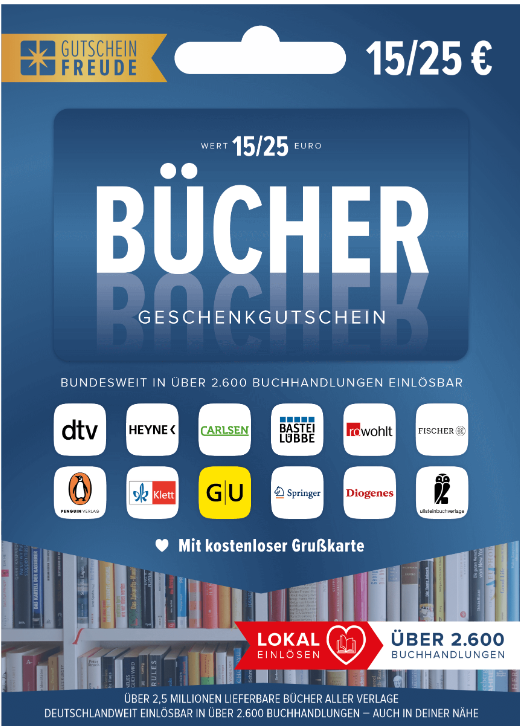 GUTSCHEIN
FREUDE
15/25 €
WERT 15/25 EURO
BÜCHER
GESCHENKGUTSCHEIN
BUNDESWEIT IN ÜBER 2.600 BUCHHANDLUNGEN EINLÖSBAR
dtv
HEYNE
CARLSEN
BASTEI
LÜBBE
rowohlt
FISCHER
PENGUIN VERLAG
Klett
G|U
Springer
Diogenes
ullsteinbuchverlage
Mit kostenloser Grußkarte
LOKAL
EINLÖSEN
ÜBER 2.600
BUCHHANDLUNGEN
ÜBER 2,5 MILLIONEN LIEFERBARE BÜCHER ALLER VERLAGE
DEUTSCHLANDWEIT EINLÖSBAR IN ÜBER 2.600 BUCHHANDLUNGEN – AUCH IN DEINER NÄHE